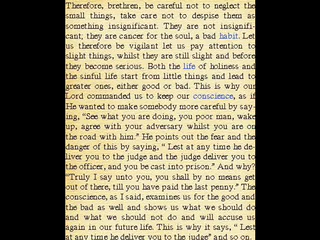 Therefore, brethren, be careful not to neglect the
small things, take care not to despise them as
something insignificant. They are not insignifi-
cant; they are cancer for the soul, a bad habit. Let
us therefore be vigilant let us pay attention to
slight things, whilst they are still slight and before
they become serious. Both the life of holiness and
the sinful life start from little things and lead to
greater ones, either good or bad. This is why our
Lord commanded us to keep our conscience, as if
He wanted to make somebody more careful by say-
ing, “See what you are doing, you poor man, wake
up, agree with your adversary whilst you are on
the road with him.” He points out the fear and the
danger of this by saying, “ Lest at any time he de-
liver you to the judge and the judge deliver you to
the officer, and you be cast into prison.” And why?
“Truly I say unto you, you shall by no means get
out of there, till you have paid the last penny.” The
conscience, as I said, examines us for the good and
the bad as well and shows us what we should do
and what we should not do and will accuse us
again in our future life. This is why it says, “ Lest
at any time he deliver you to the judge” and so on.